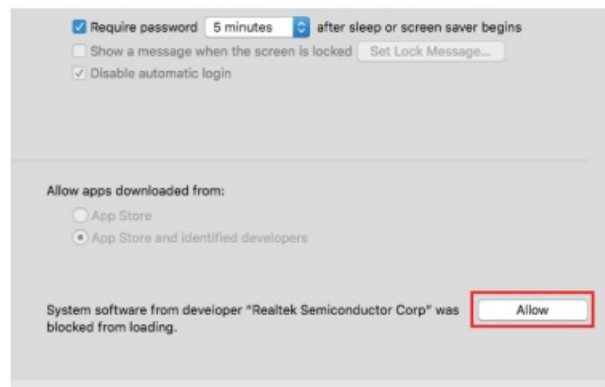 Require password 5 minutes after sleep or screen saver begins
Show a message when the screen is locked Set Lock Message...
Disable automatic login
Allow apps downloaded from:
App Store
App Store and identified developers
System software from developer “Realtek Semiconductor Corp” was Allow
blocked from loading.